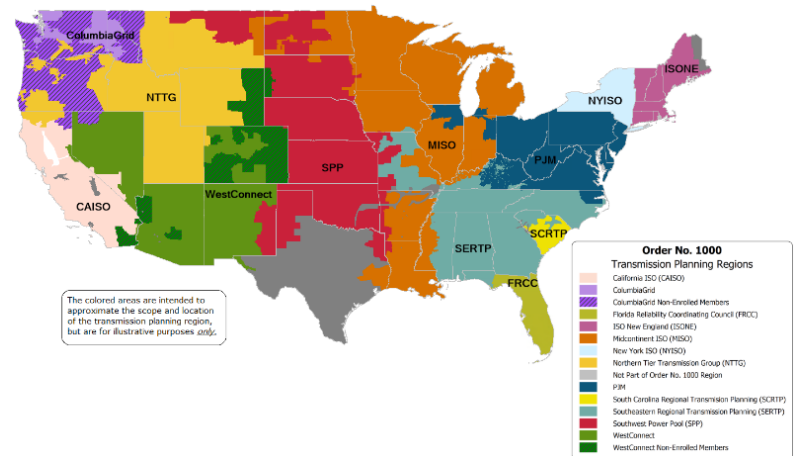 ColumbiaGrid
ISONE
NTTG
NYISO
MISO
PJM
SPP
WestConnect
CAISO
SCRTP
SERTP
FRCC
The colored areas are intended to
approximate the scope and location
of the transmission planning region,
but are for illustrative purposes only.
Order No. 1000
Transmission Planning Regions
California ISO (CAISO)
ColumbiaGrid
ColumbiaGrid Non-Enrolled Members
Florida Reliability Coordinating Council (FRCC)
ISO New England (ISONE)
Midcontinent ISO (MISO)
New York ISO (NYISO)
Northern Tier Transmission Group (NTTG)
Not Part of Order No. 1000 Region
PJM
South Carolina Regional Transmision Planning (SCRTP)
Southeastern Regional Transmission Planning (SERTP)
Southwest Power Pool (SPP)
WestConnect
WestConnect Non-Enrolled Members